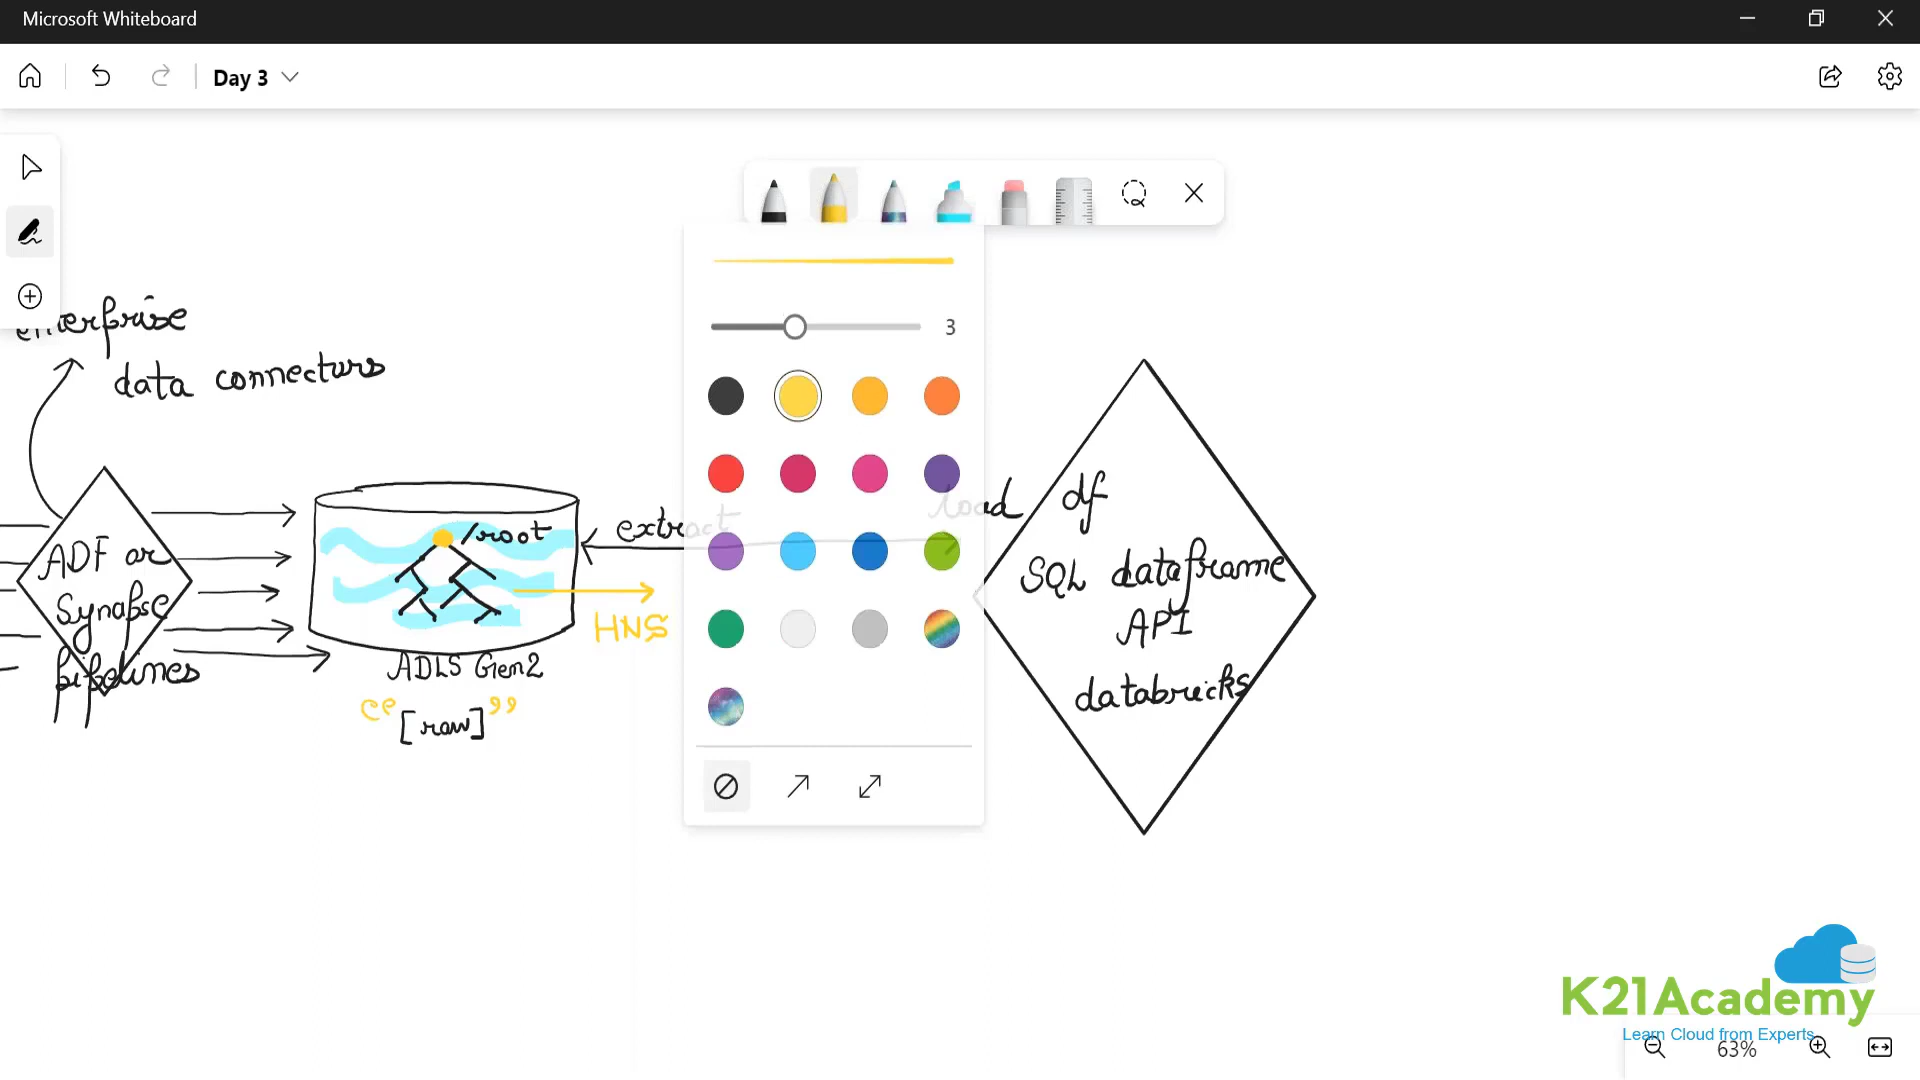 Microsoft Whiteboard
Day 3
3
enterprise
data connectors
ADF or
Synapse
pipelines
/root
HNS
ADLS Gen2
“[raw]”
extract
load
df
SQL dataframe
API
databricks
K21Academy
Learn Cloud from Experts
63%